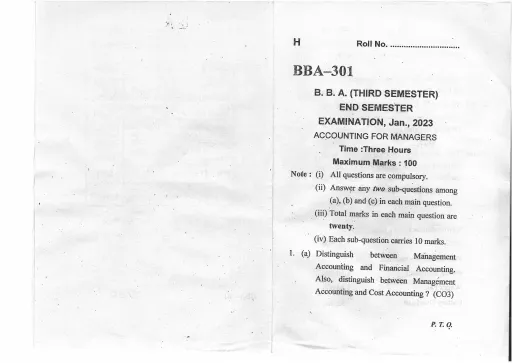 H Roll No. ................................
BBA–301
B. B. A. (THIRD SEMESTER)
END SEMESTER
EXAMINATION, Jan., 2023
ACCOUNTING FOR MANAGERS
Time :Three Hours
Maximum Marks : 100
Note : (i) All questions are compulsory.
(ii) Answer any two sub-questions among
(a), (b) and (c) in each main question.
(iii) Total marks in each main question are
twenty.
(iv) Each sub-question carries 10 marks.
1. (a) Distinguish between Management
Accounting and Financial Accounting.
Also, distinguish between Management
Accounting and Cost Accounting ? (CO3)
P. T. O.